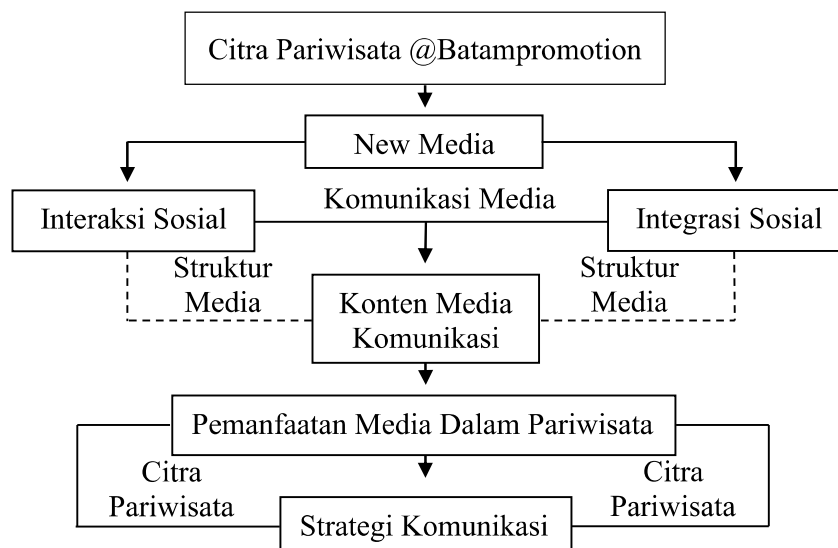 Citra Pariwisata @Batampromotion
New Media
Komunikasi Media
Interaksi Sosial
Integrasi Sosial
Struktur
Media
Struktur
Media
Konten Media
Komunikasi
Pemanfaatan Media Dalam Pariwisata
Citra
Pariwisata
Citra
Pariwisata
Strategi Komunikasi